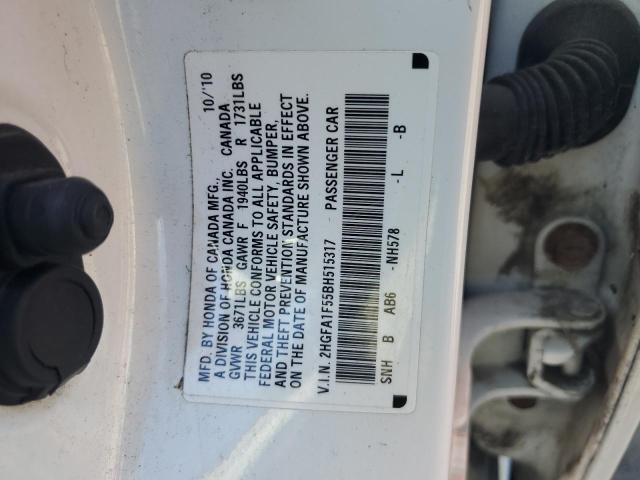 MFD. BY HONDA OF CANADA MFG. 10/'10
A DIVISION OF HONDA CANADA INC. CANADA
GVWR 3671LBS GAWR F 1940LBS R 1731LBS
THIS VEHICLE CONFORMS TO ALL APPLICABLE
FEDERAL MOTOR VEHICLE SAFETY, BUMPER,
AND THEFT PREVENTION STANDARDS IN EFFECT
ON THE DATE OF MANUFACTURE SHOWN ABOVE.
V.I.N. 2HGFA1F55BH515317 PASSENGER CAR
SNH B AB6 -NH578 -L -B